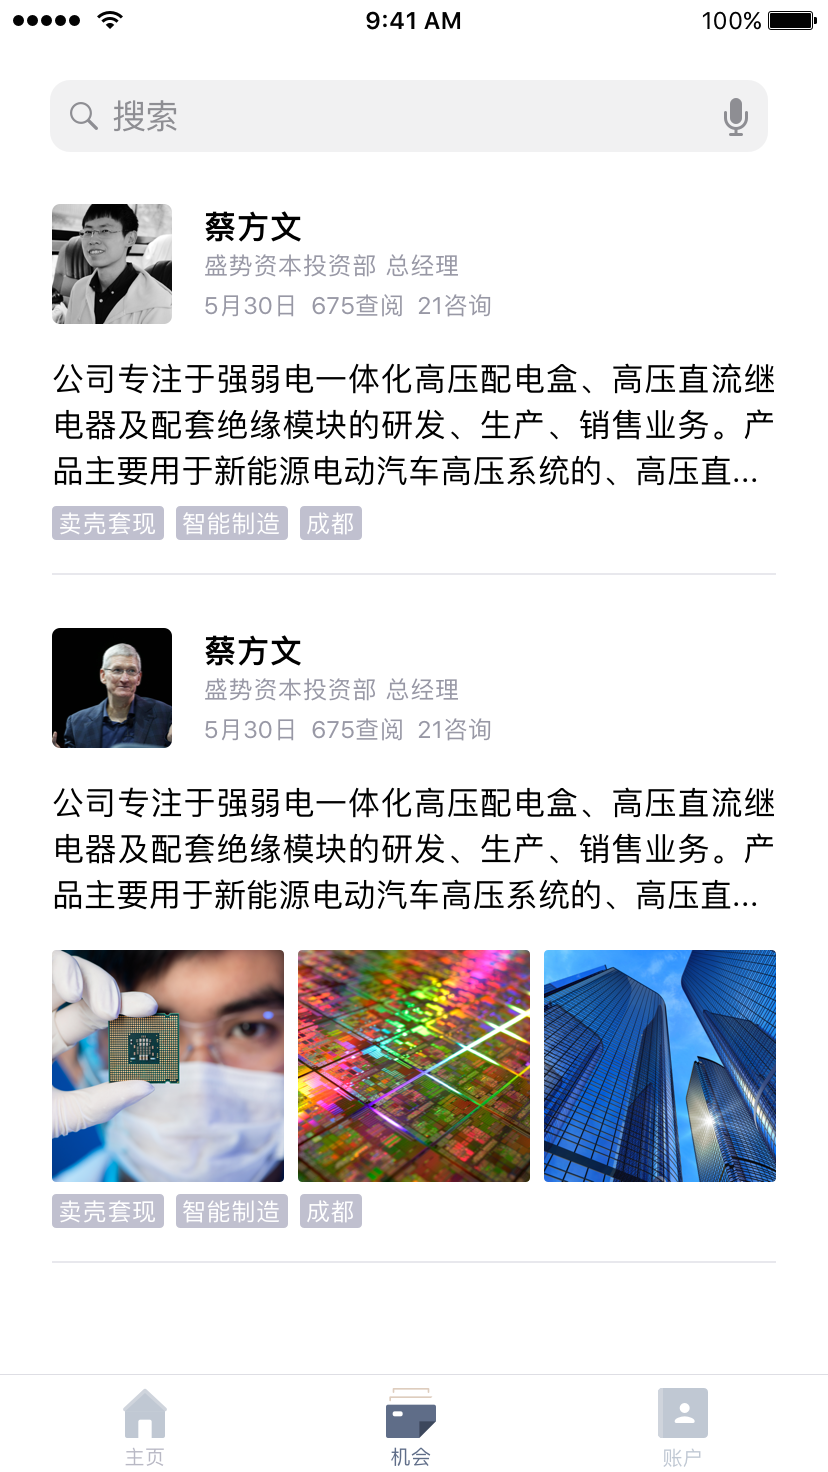 9:41 AM 100%
搜索
蔡方文
盛势资本投资部 总经理
5月30日 675查阅 21咨询
公司专注于强弱电一体化高压配电盒、高压直流继
电器及配套绝缘模块的研发、生产、销售业务。产
品主要用于新能源电动汽车高压系统的、高压直...
卖壳套现 智能制造 成都
蔡方文
盛势资本投资部 总经理
5月30日 675查阅 21咨询
公司专注于强弱电一体化高压配电盒、高压直流继
电器及配套绝缘模块的研发、生产、销售业务。产
品主要用于新能源电动汽车高压系统的、高压直...
卖壳套现 智能制造 成都
主页 机会 账户